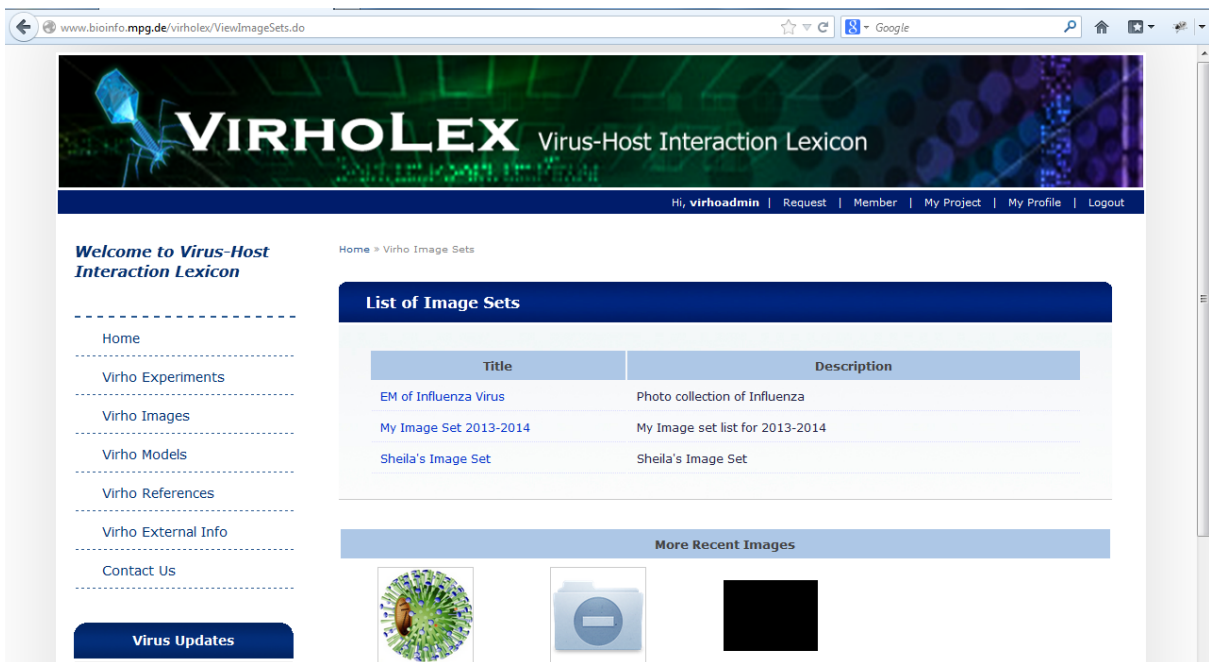 www.bioinfo.mpg.de/virholex/ViewImageSets.do
Google
VIRHOLEX Virus-Host Interaction Lexicon
Hi, virhoadmin | Request | Member | My Project | My Profile | Logout
Welcome to Virus-Host
Interaction Lexicon
Home
Virho Experiments
Virho Images
Virho Models
Virho References
Virho External Info
Contact Us
Virus Updates
Home » Virho Image Sets
List of Image Sets
Title Description
EM of Influenza Virus Photo collection of Influenza
My Image Set 2013-2014 My Image set list for 2013-2014
Sheila's Image Set Sheila's Image Set
More Recent Images